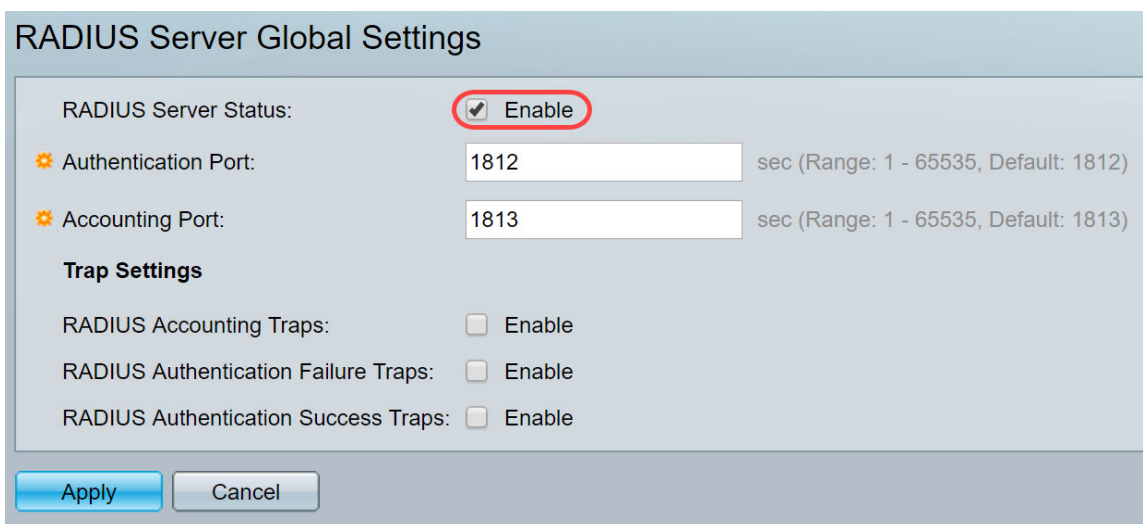 RADIUS Server Global Settings
RADIUS Server Status: Enable
Authentication Port: 1812 sec (Range: 1 - 65535, Default: 1812)
Accounting Port: 1813 sec (Range: 1 - 65535, Default: 1813)
Trap Settings
RADIUS Accounting Traps: Enable
RADIUS Authentication Failure Traps: Enable
RADIUS Authentication Success Traps: Enable
Apply Cancel